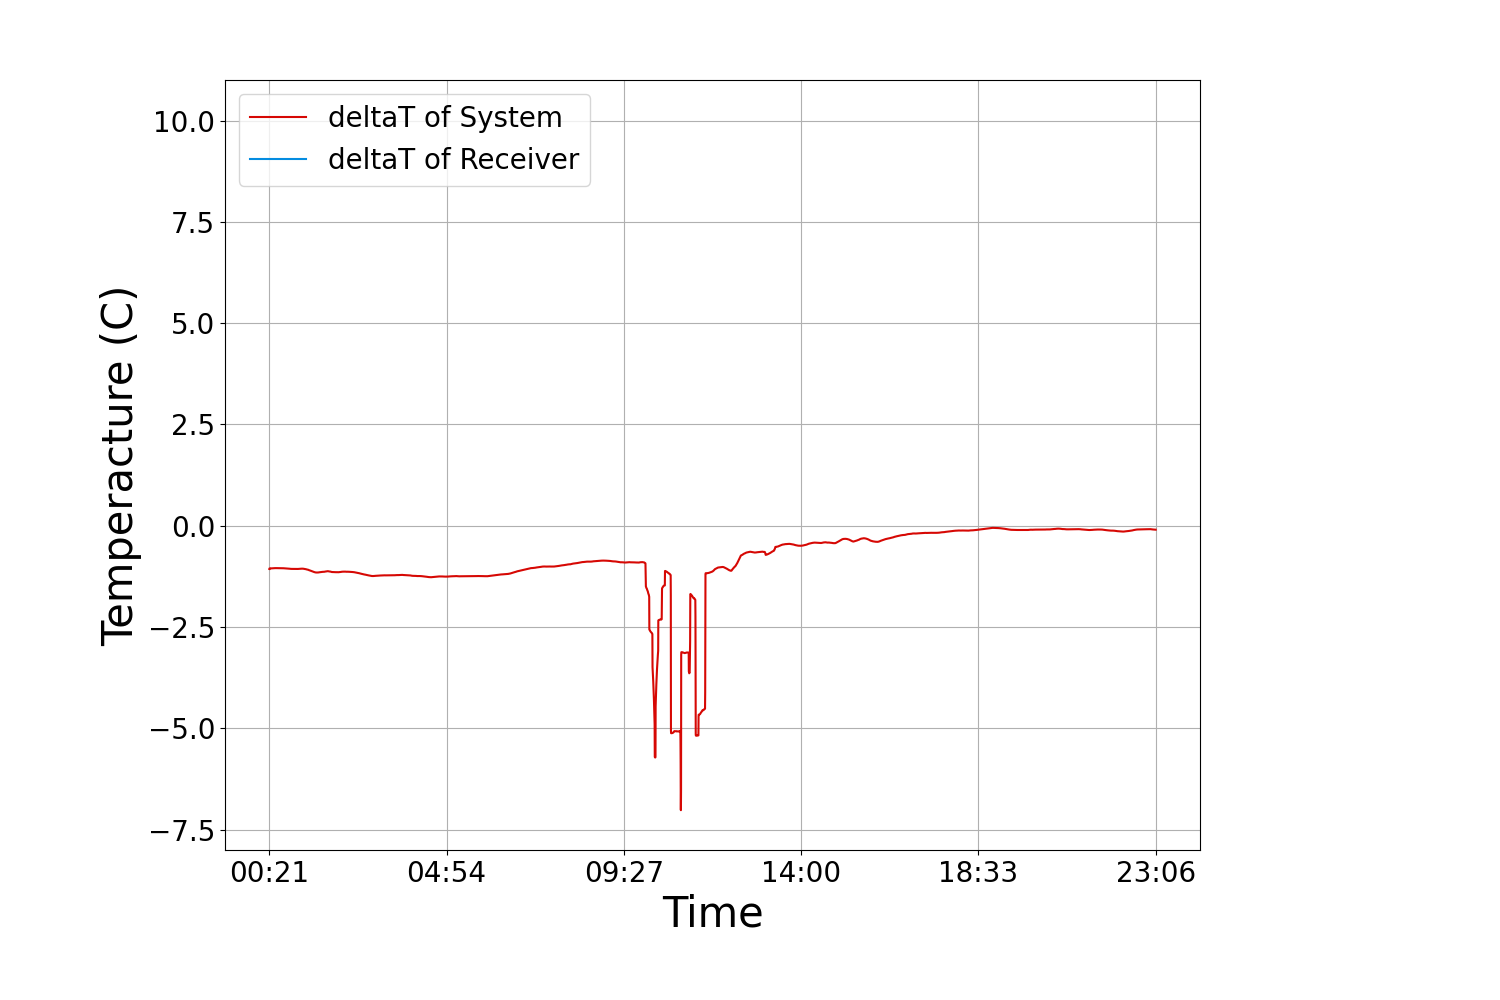 deltaT of System
deltaT of Receiver
10.0
7.5
5.0
2.5
0.0
−2.5
−5.0
−7.5
Temperacture (C)
00:21 04:54 09:27 14:00 18:33 23:06
Time